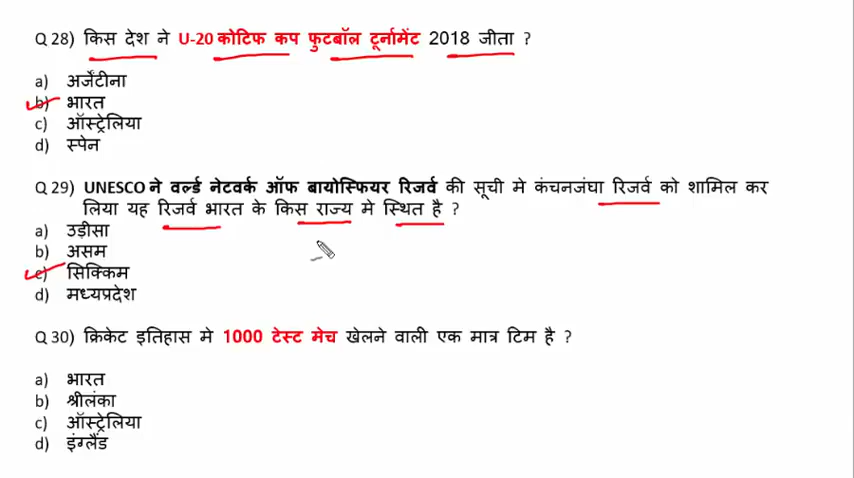 Q 28) किस देश ने U-20 कोटिफ कप फुटबॉल टूर्नामेंट 2018 जीता ?
a) अर्जेंटीना
b) भारत
c) ऑस्ट्रेलिया
d) स्पेन
Q 29) UNESCO ने वर्ल्ड नेटवर्क ऑफ बायोस्फियर रिजर्व की सूची मे कंचनजंघा रिजर्व को शामिल कर
लिया यह रिजर्व भारत के किस राज्य मे स्थित है ?
a) उड़ीसा
b) असम
c) सिक्किम
d) मध्यप्रदेश
Q 30) क्रिकेट इतिहास मे 1000 टेस्ट मेच खेलने वाली एक मात्र टिम है ?
a) भारत
b) श्रीलंका
c) ऑस्ट्रेलिया
d) इंग्लैंड